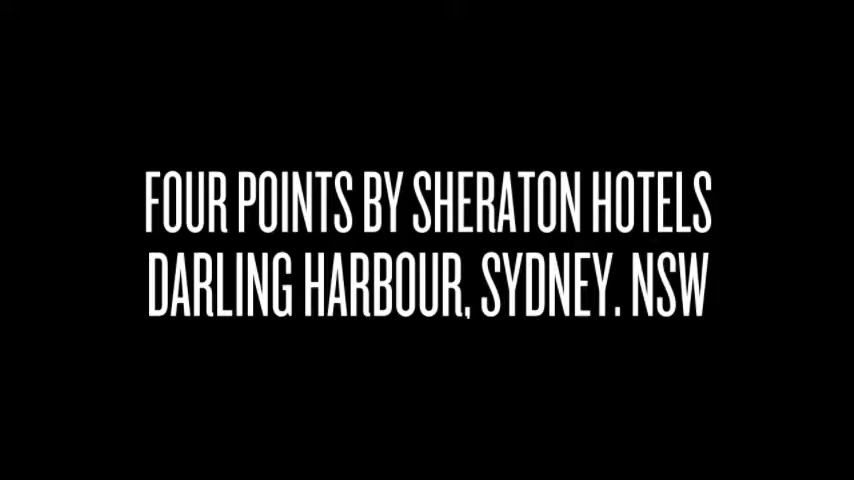 FOUR POINTS BY SHERATON HOTELS
DARLING HARBOUR, SYDNEY. NSW